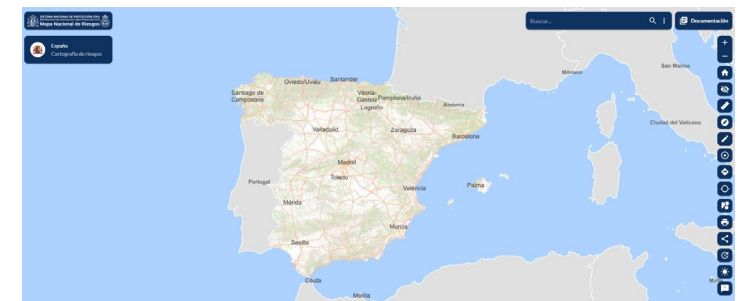 SISTEMA NACIONAL DE PROTECCIÓN CIVIL
Mapa Nacional de Riesgos
Buscar...
Documentación
España
Cartografía de riesgos
San Marino
Mónaco
Oviedo/Uviéu
Santander
Santiago de
Compostela
Vitoria-
Gasteiz
Pamplona/Iruña
Logroño
Andorra
Ciudad del Vaticano
Valladolid
Zaragoza
Barcelona
Madrid
Toledo
Portugal
Palma
València
Mérida
Murcia
Sevilla
Ceuta
Melilla